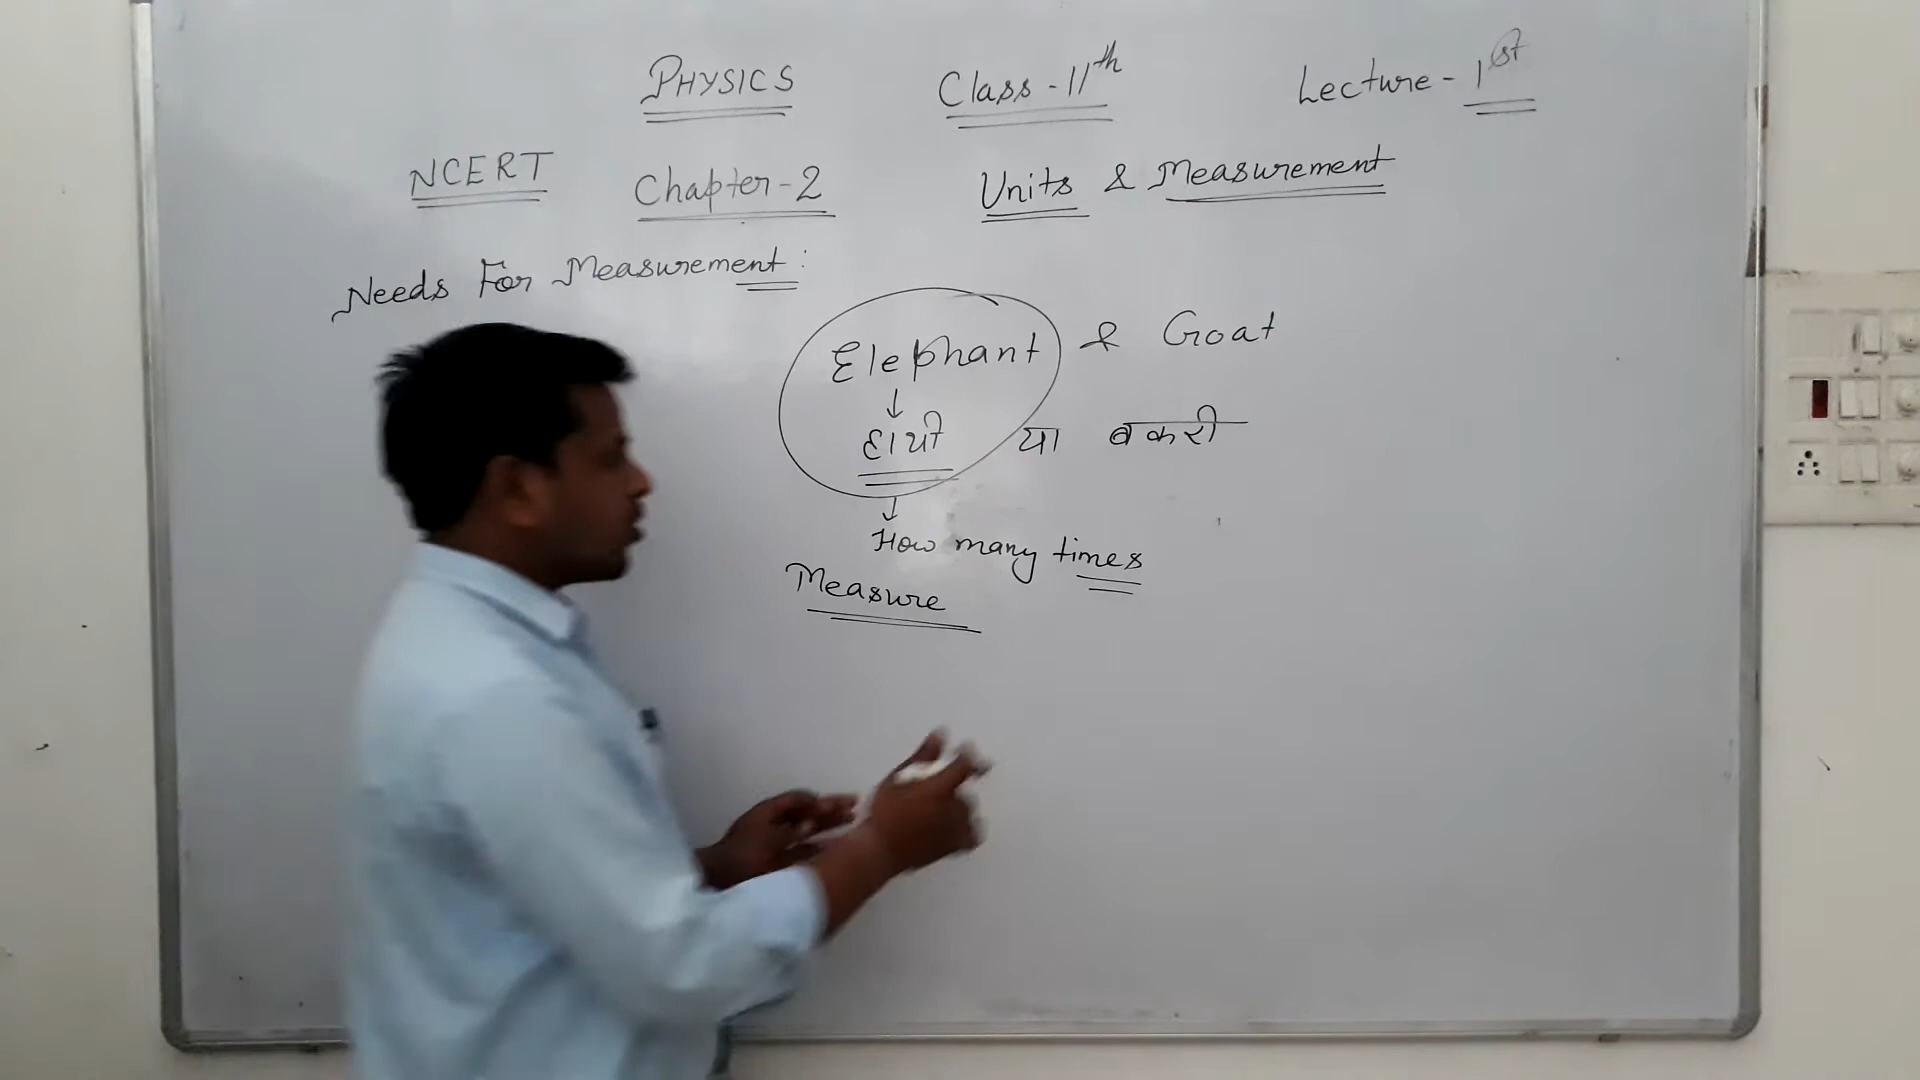 PHYSICS Class-11th Lecture-1st
NCERT Chapter-2 Units & Measurement
Needs For Measurement:
Elephant & Goat
↓
हाथी या बकरी
↓
How many times
Measure